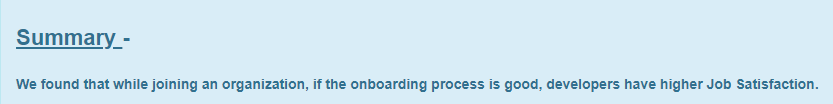 Summary -
We found that while joining an organization, if the onboarding process is good, developers have higher Job Satisfaction.